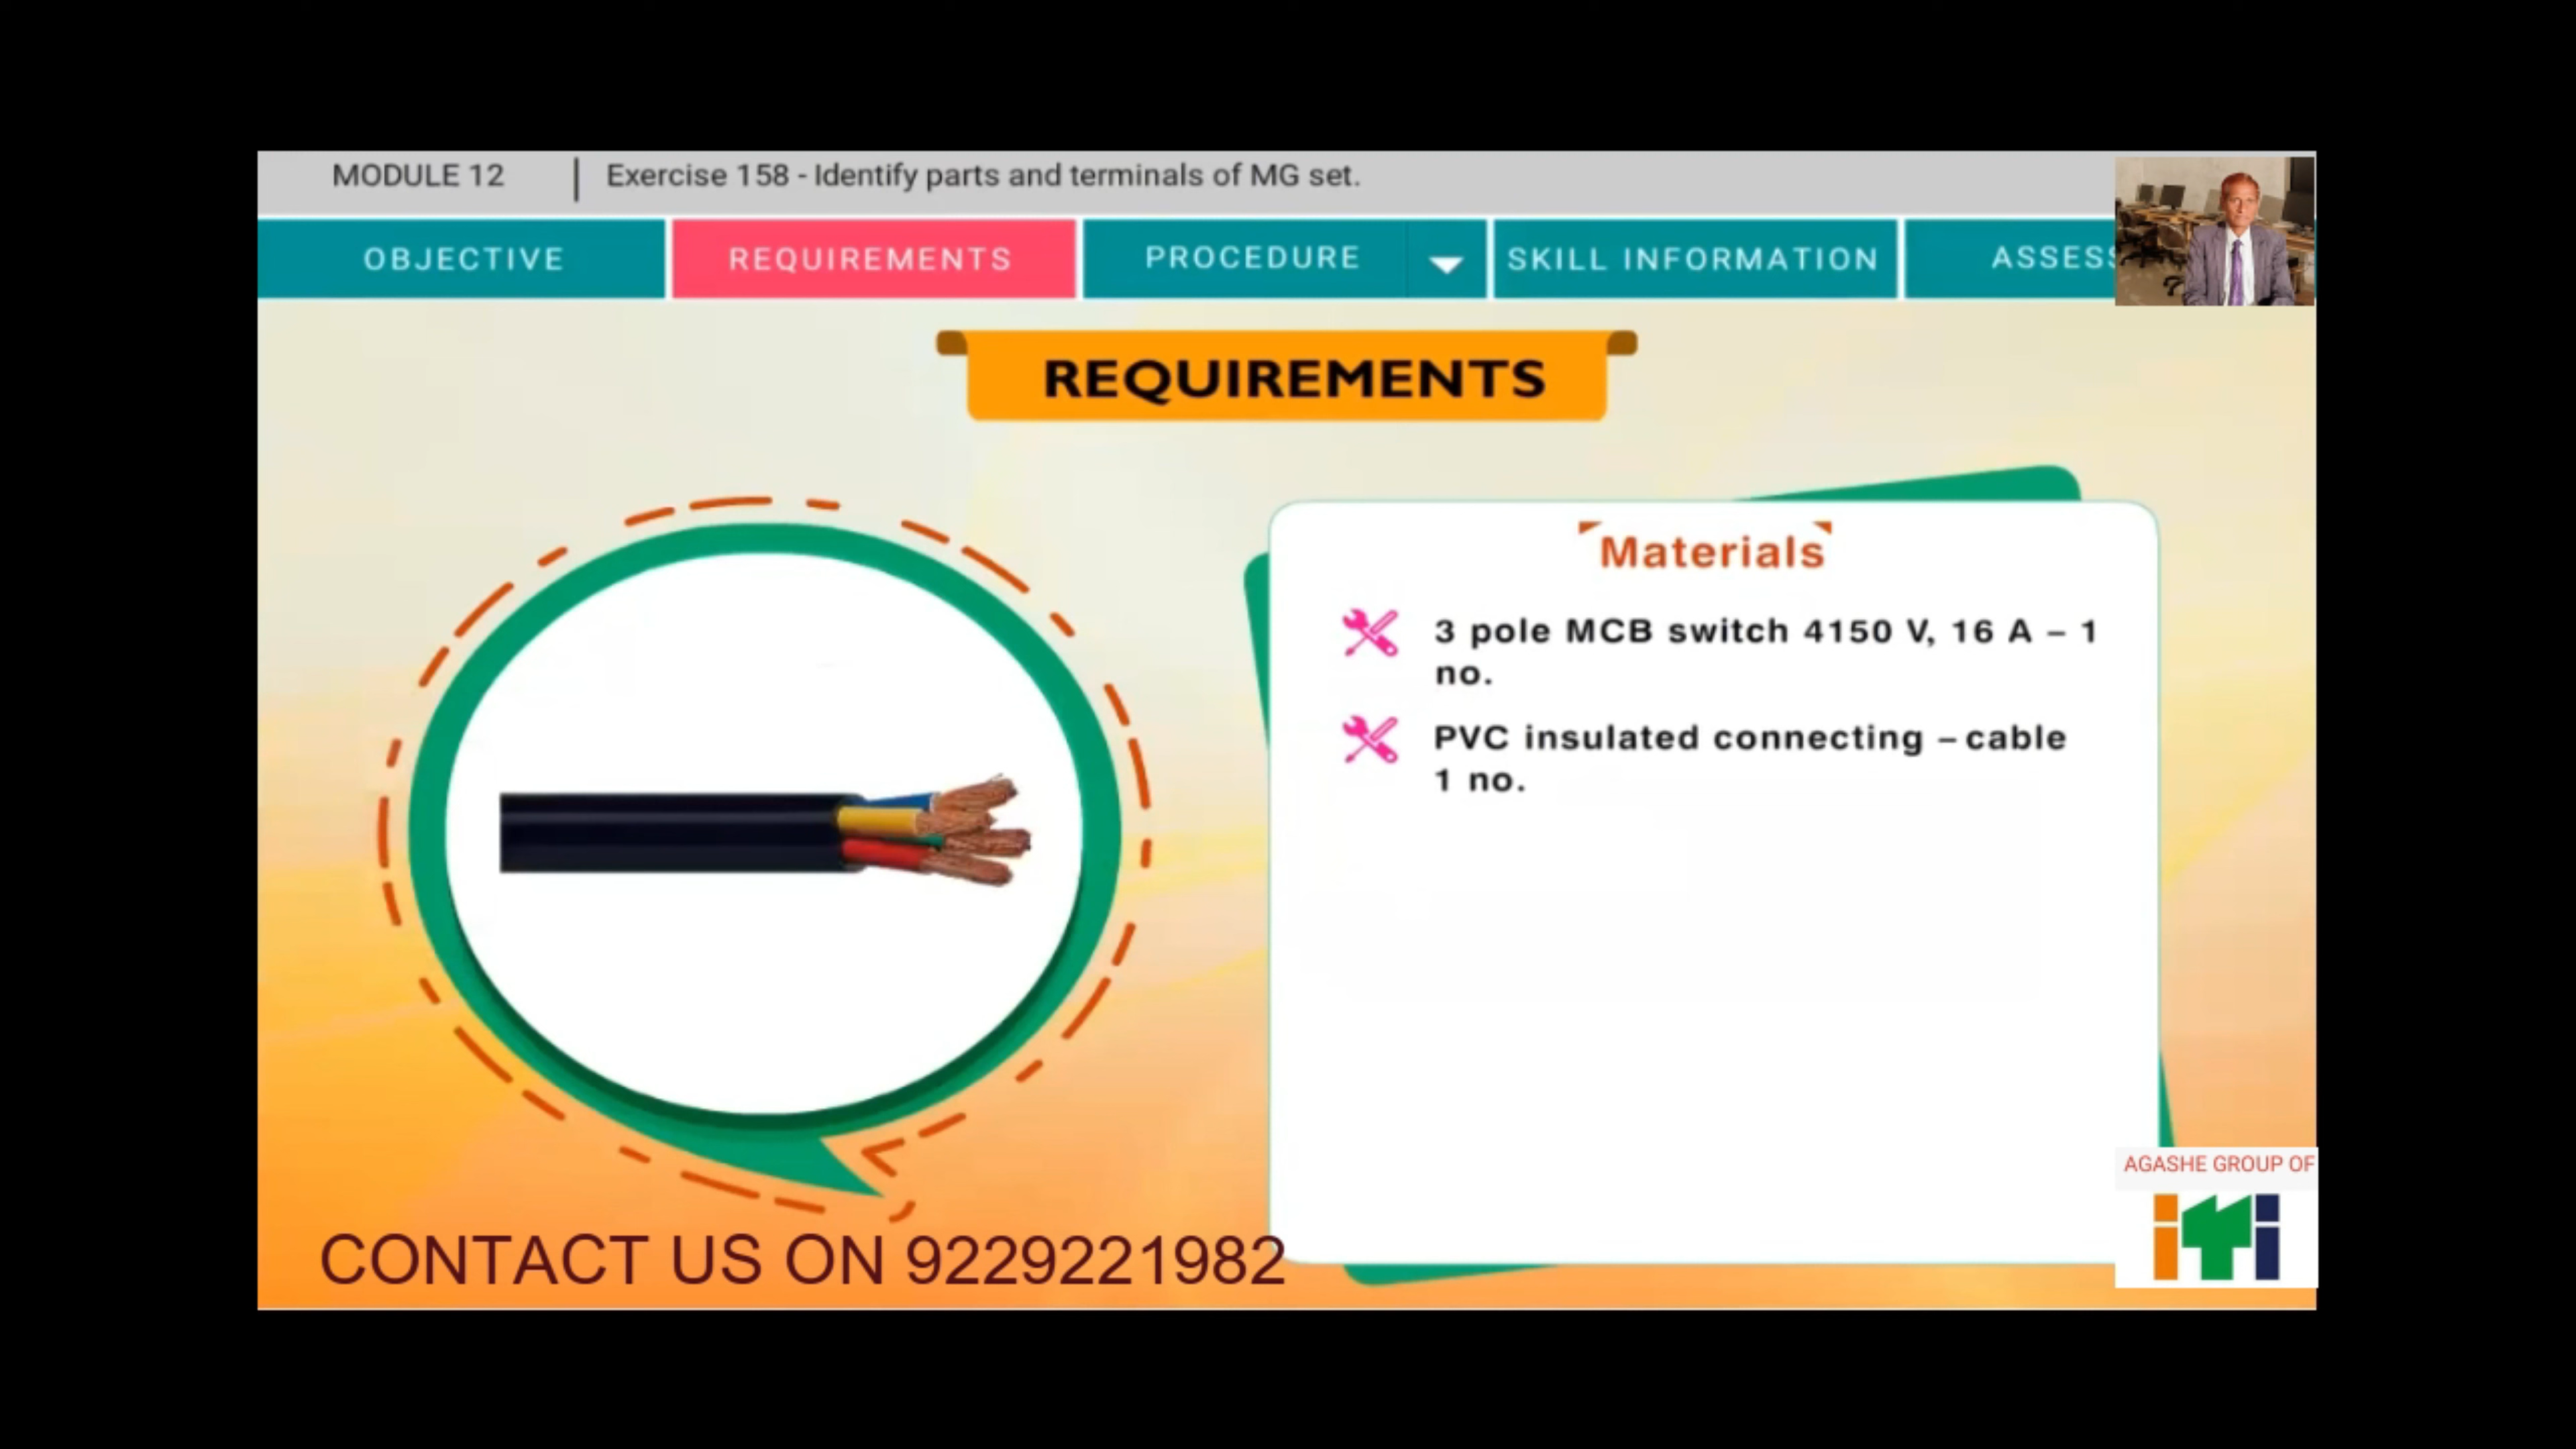 MODULE 12 | Exercise 158 - Identify parts and terminals of MG set.
OBJECTIVE
REQUIREMENTS
PROCEDURE
SKILL INFORMATION
ASSESS
REQUIREMENTS
Materials
3 pole MCB switch 4150 V, 16 A – 1
no.
PVC insulated connecting – cable
1 no.
AGASHE GROUP OF
iTi
CONTACT US ON 9229221982